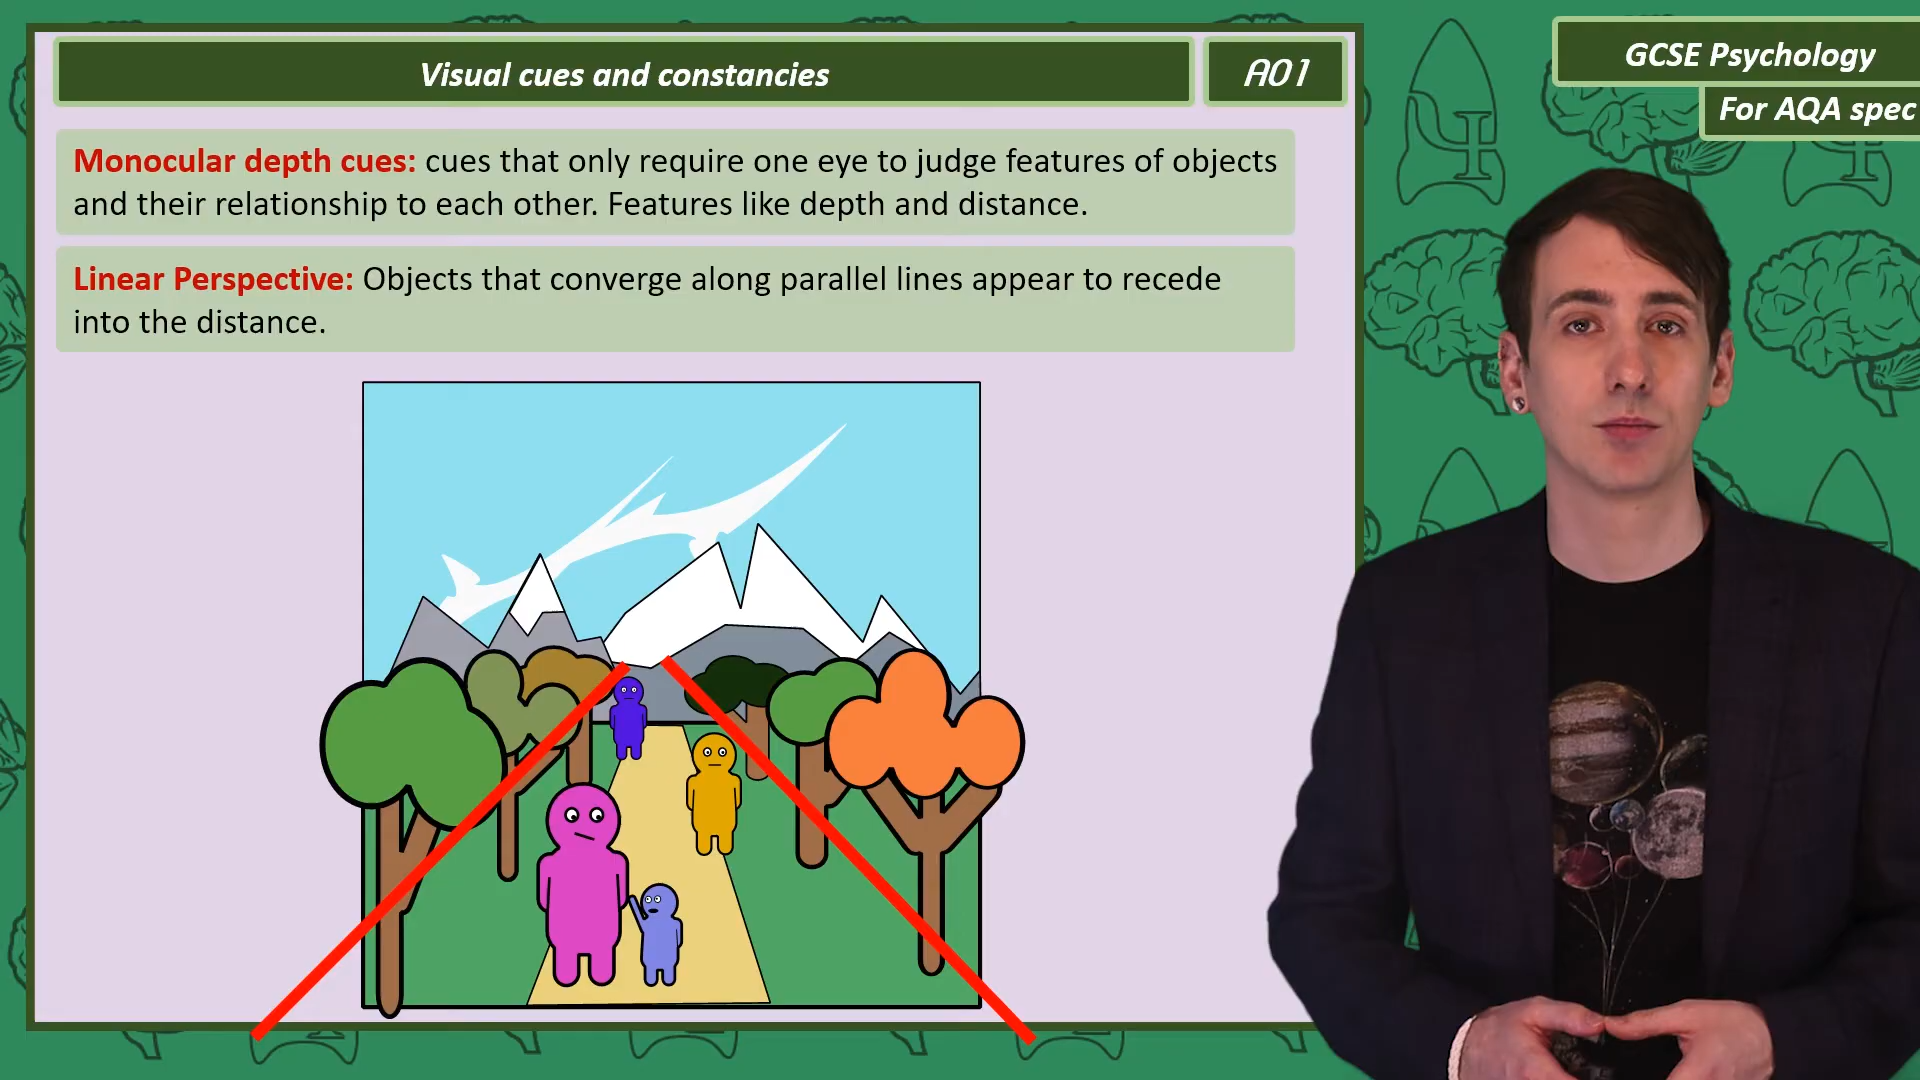 Visual cues and constancies
AO1
GCSE Psychology
For AQA spec
Monocular depth cues: cues that only require one eye to judge features of objects
and their relationship to each other. Features like depth and distance.
Linear Perspective: Objects that converge along parallel lines appear to recede
into the distance.